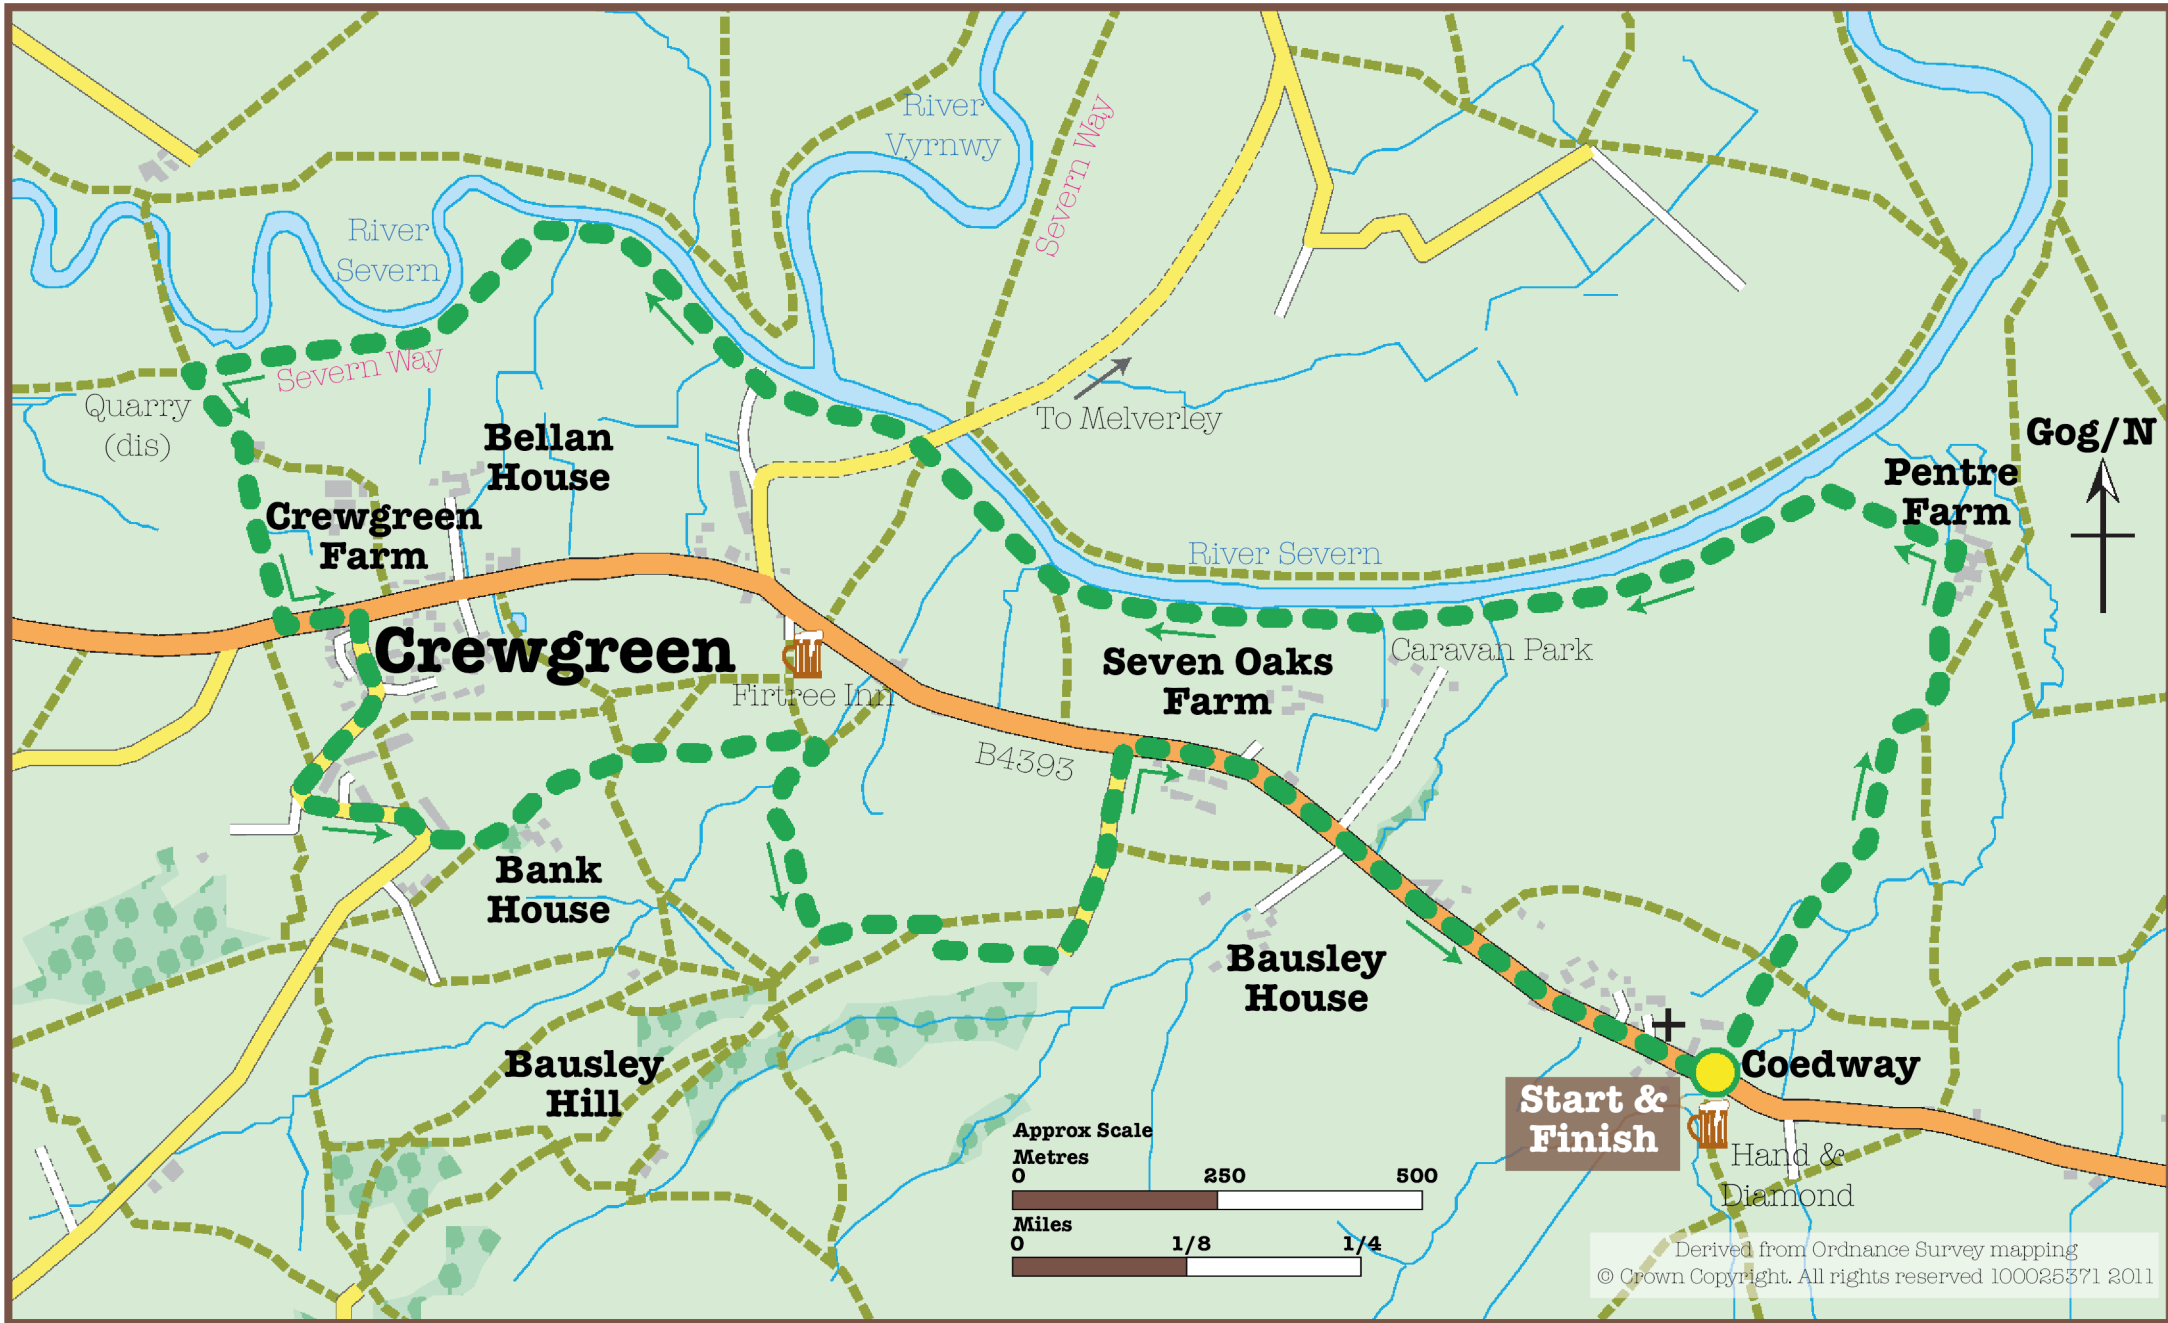 River
Vyrnwy
Severn Way
River
Severn
Severn Way
Quarry
(dis)
To Melverley
Gog/N
Bellan
House
Pentre
Farm
Crewgreen
Farm
River Severn
Crewgreen
Caravan Park
Seven Oaks
Farm
Firtree Inn
B4393
Bank
House
Bausley
House
Bausley
Hill
Coedway
Start &
Finish
Hand &
Diamond
Approx Scale
Metres
0 250 500
Miles
0 1/8 1/4
Derived from Ordnance Survey mapping
© Crown Copyright. All rights reserved 100025371 2011